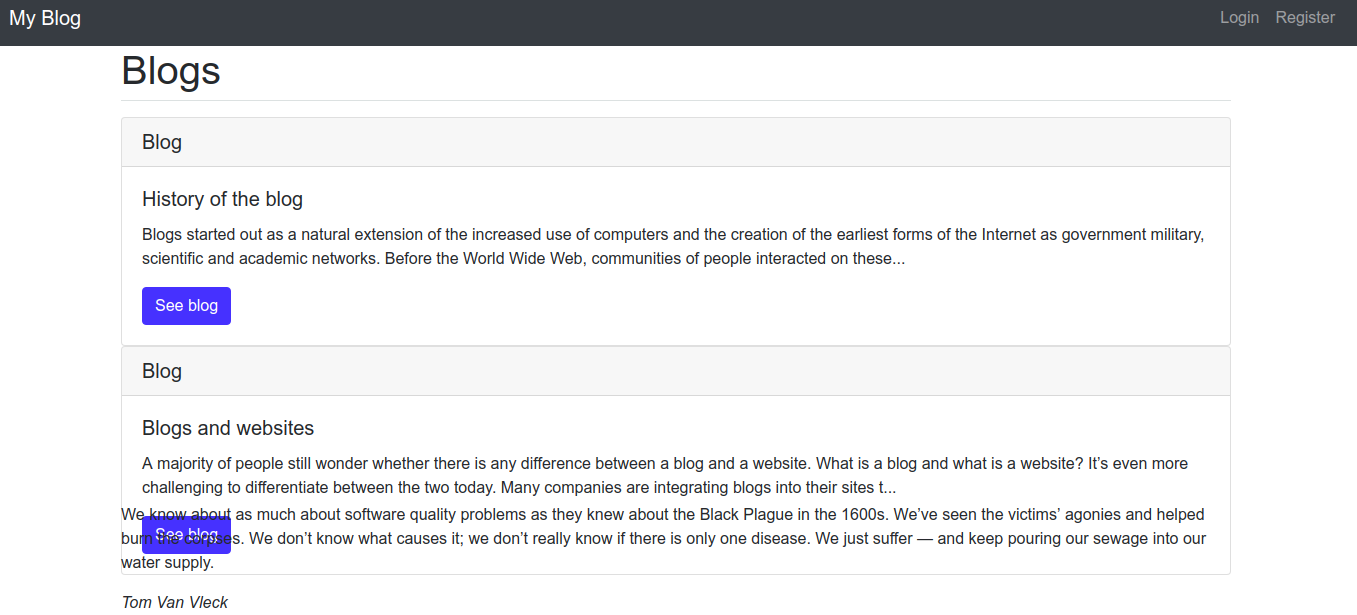 My Blog
Login Register
Blogs
Blog
History of the blog
Blogs started out as a natural extension of the increased use of computers and the creation of the earliest forms of the Internet as government military,
scientific and academic networks. Before the World Wide Web, communities of people interacted on these...
See blog
Blog
Blogs and websites
A majority of people still wonder whether there is any difference between a blog and a website. What is a blog and what is a website? It’s even more
challenging to differentiate between the two today. Many companies are integrating blogs into their sites t...
See blog
We know about as much about software quality problems as they knew about the Black Plague in the 1600s. We’ve seen the victims’ agonies and helped
burn the corpses. We don’t know what causes it; we don’t really know if there is only one disease. We just suffer — and keep pouring our sewage into our
water supply.
Tom Van Vleck